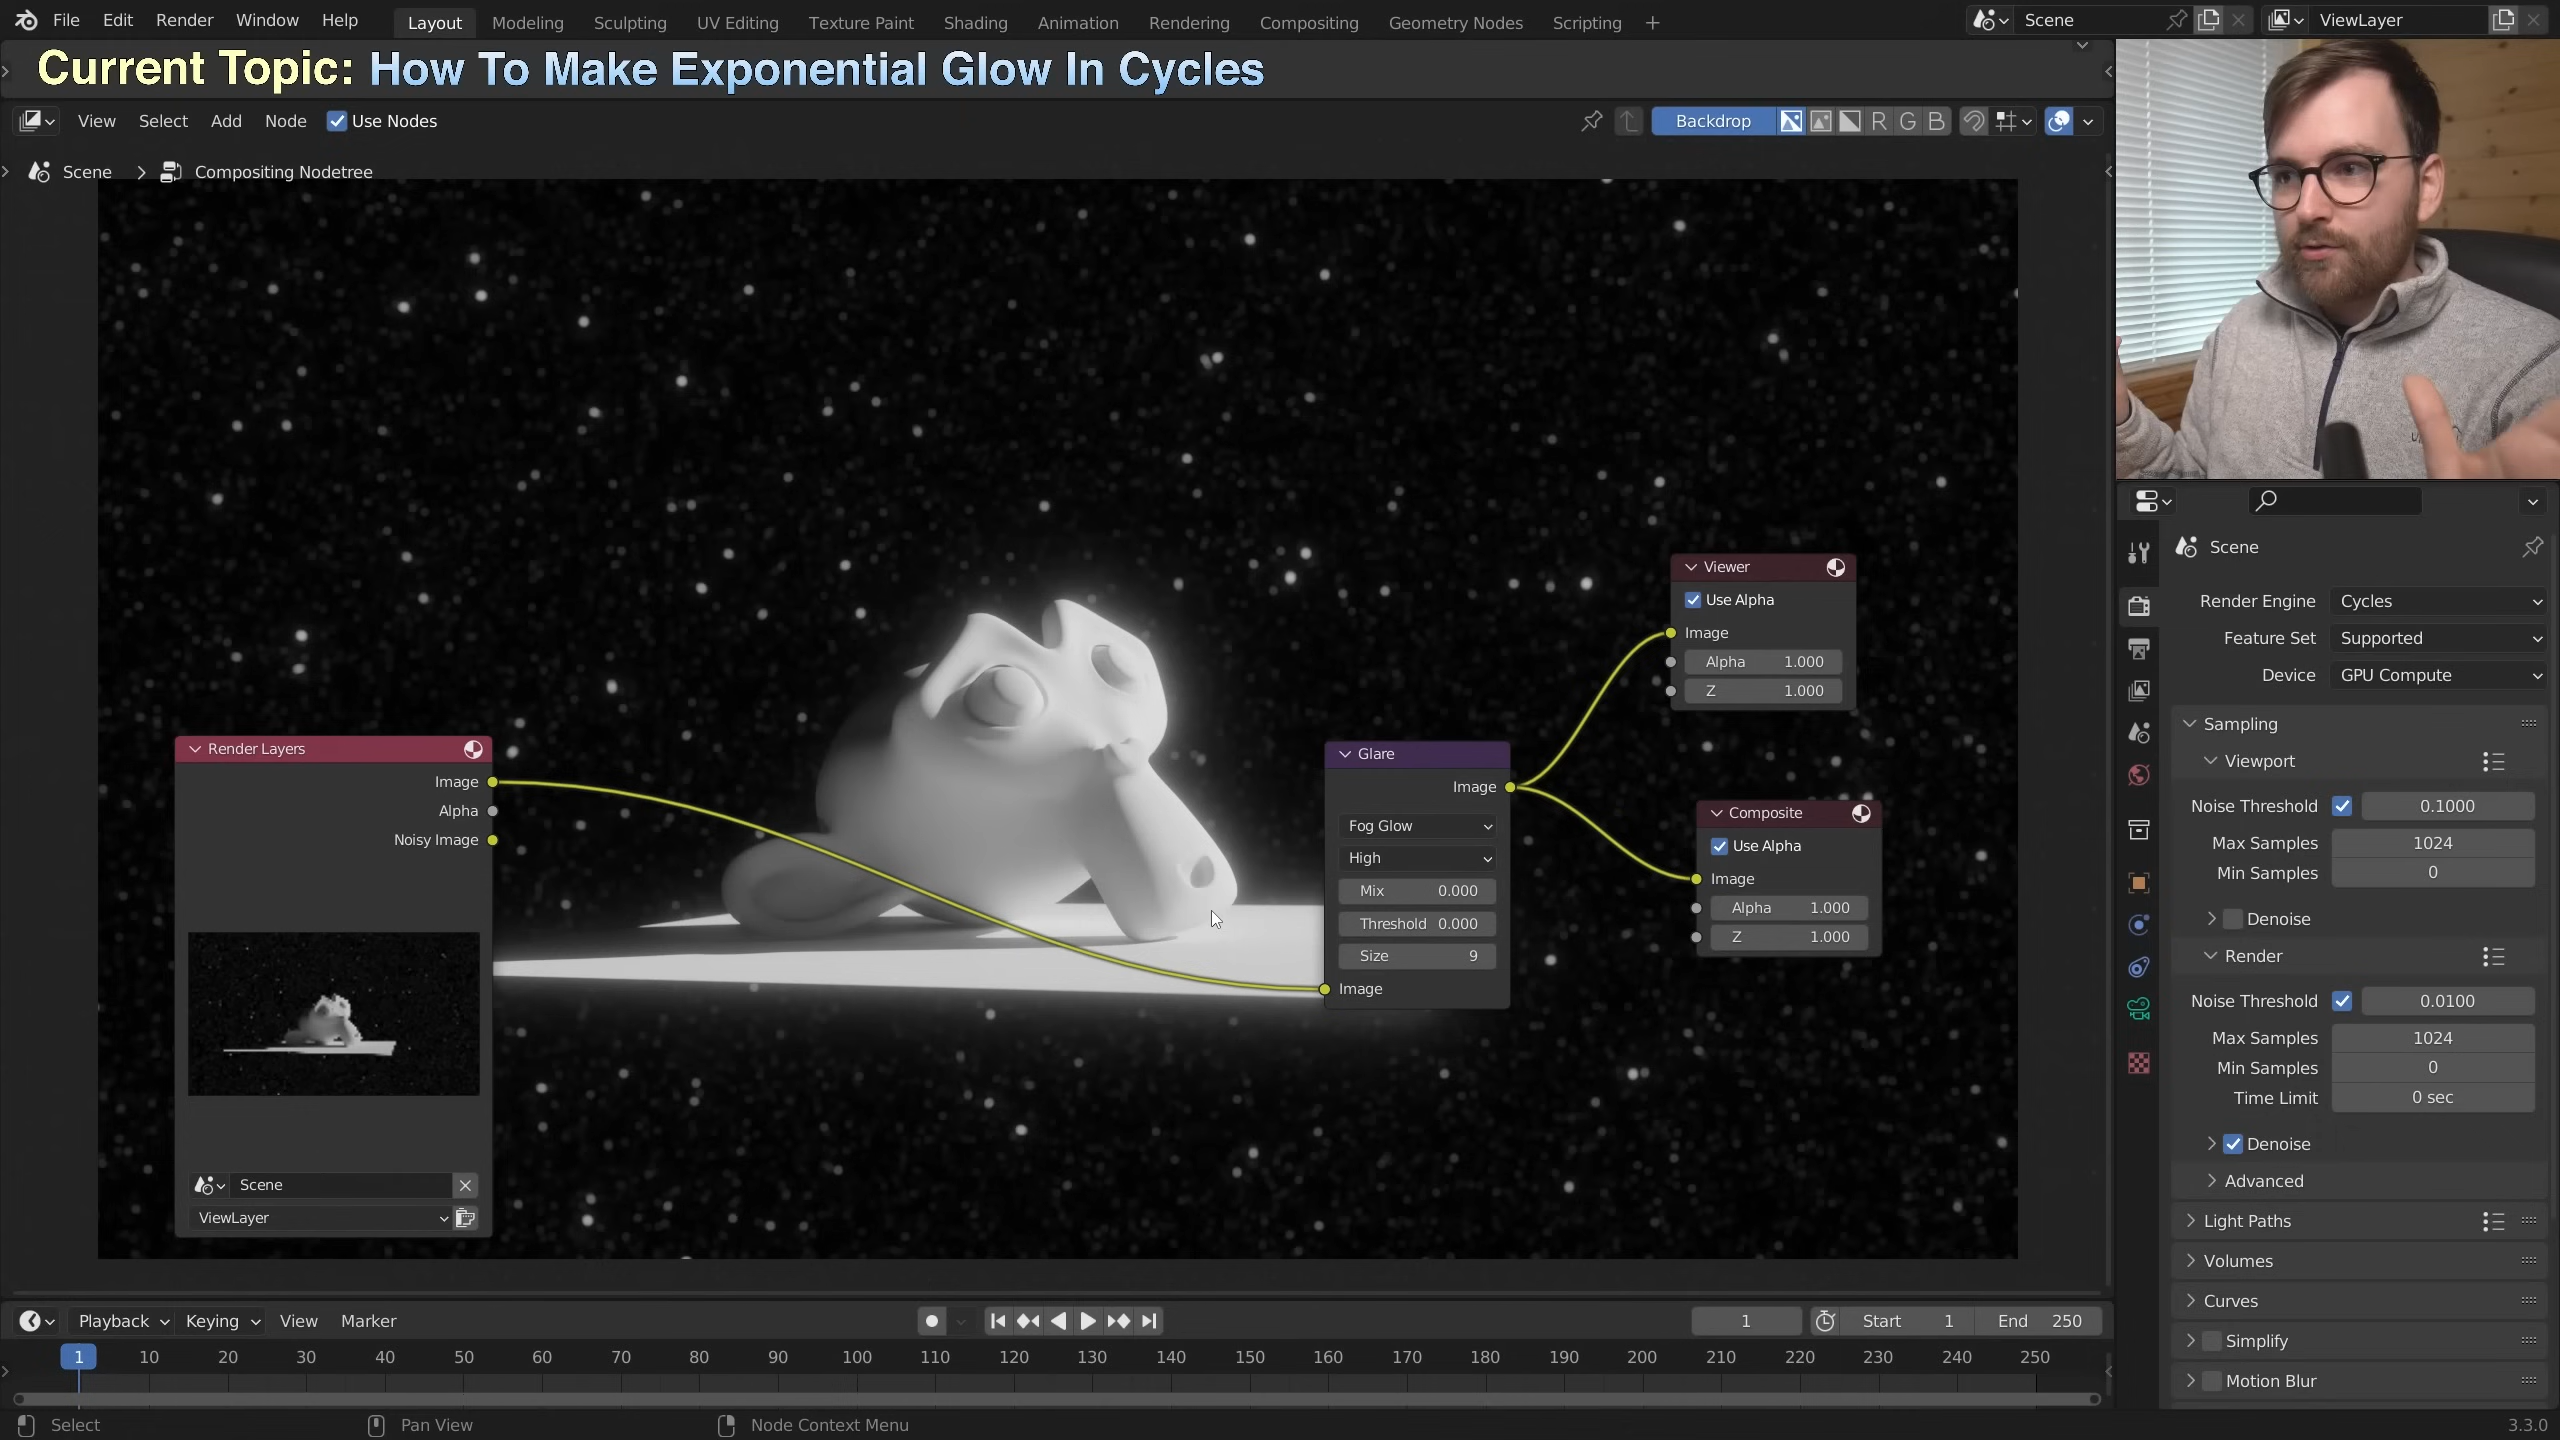 File Edit Render Window Help Layout Modeling Sculpting UV Editing Texture Paint Shading Animation Rendering Compositing Geometry Nodes Scripting + Scene ViewLayer
Current Topic: How To Make Exponential Glow In Cycles
View Select Add Node Use Nodes Backdrop R G B
Scene > Compositing Nodetree
Render Layers
Image
Alpha
Noisy Image
Scene
ViewLayer
Glare
Image
Fog Glow
High
Mix 0.000
Threshold 0.000
Size 9
Image
Viewer
Use Alpha
Image
Alpha 1.000
Z 1.000
Composite
Use Alpha
Image
Alpha 1.000
Z 1.000
Scene
Render Engine Cycles
Feature Set Supported
Device GPU Compute
Sampling
Viewport
Noise Threshold 0.1000
Max Samples 1024
Min Samples 0
Denoise
Render
Noise Threshold 0.0100
Max Samples 1024
Min Samples 0
Time Limit 0 sec
Denoise
Advanced
Light Paths
Volumes
Curves
Simplify
Motion Blur
Playback Keying View Marker 1 Start 1 End 250
1 10 20 30 40 50 60 70 80 90 100 110 120 130 140 150 160 170 180 190 200 210 220 230 240 250
Select Pan View Node Context Menu 3.3.0